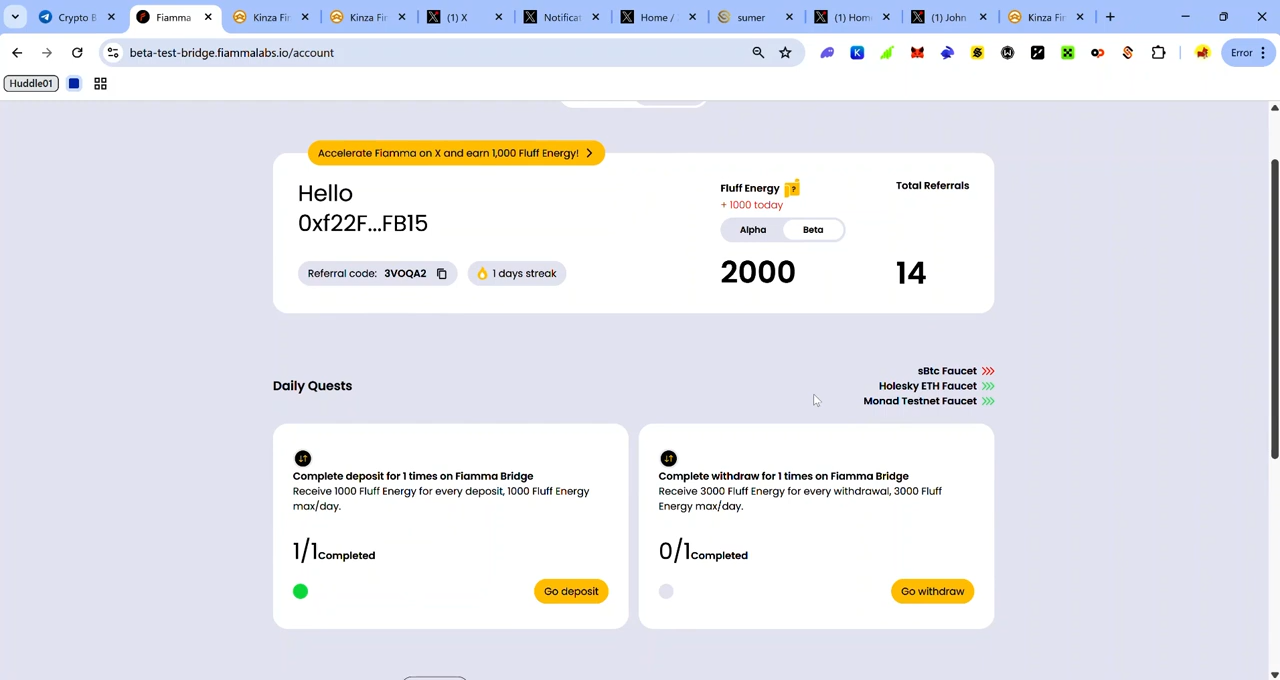 Crypto B
Fiamma
Kinza Fir
Kinza Fir
(1) X
Notificat
Home /
sumer
(1) Hom
(1) John
Kinza Fir
beta-test-bridge.fiammalabs.io/account
Error
Huddle01
Accelerate Fiamma on X and earn 1,000 Fluff Energy!
Hello
0xf22F...FB15
Referral code: 3VOQA2
1 days streak
Fluff Energy
?
+ 1000 today
Alpha
Beta
2000
Total Referrals
14
Daily Quests
sBtc Faucet
Holesky ETH Faucet
Monad Testnet Faucet
Complete deposit for 1 times on Fiamma Bridge
Receive 1000 Fluff Energy for every deposit, 1000 Fluff Energy
max/day.
1/1Completed
Go deposit
Complete withdraw for 1 times on Fiamma Bridge
Receive 3000 Fluff Energy for every withdrawal, 3000 Fluff
Energy max/day.
0/1Completed
Go withdraw